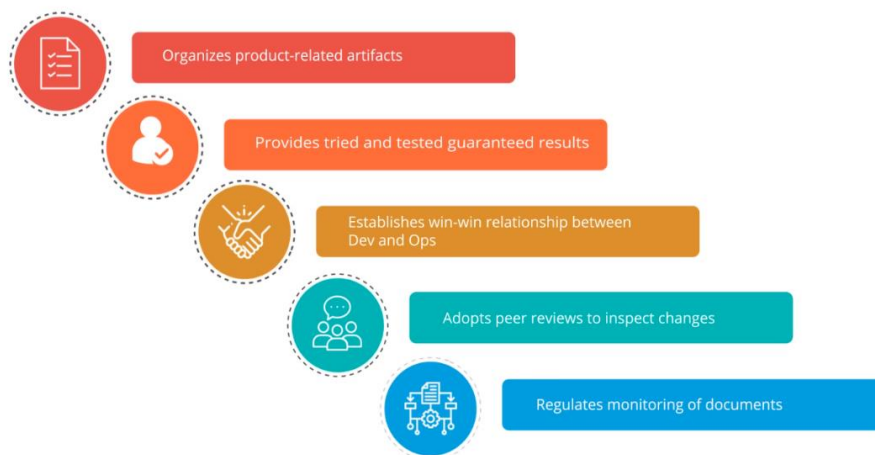 Organizes product-related artifacts
Provides tried and tested guaranteed results
Establishes win-win relationship between
Dev and Ops
Adopts peer reviews to inspect changes
Regulates monitoring of documents